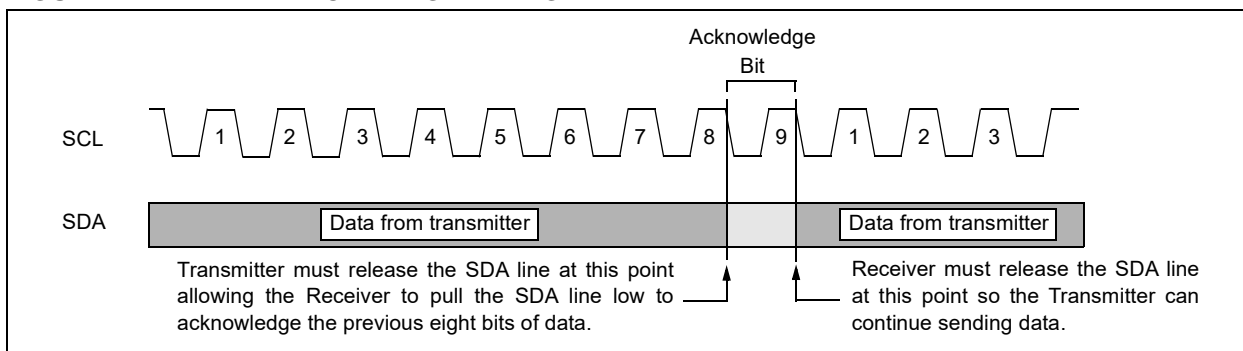 Acknowledge
Bit
SCL
1 2 3 4 5 6 7 8 9 1 2 3
SDA
Data from transmitter
Data from transmitter
Transmitter must release the SDA line at this point
allowing the Receiver to pull the SDA line low to
acknowledge the previous eight bits of data.
Receiver must release the SDA line
at this point so the Transmitter can
continue sending data.